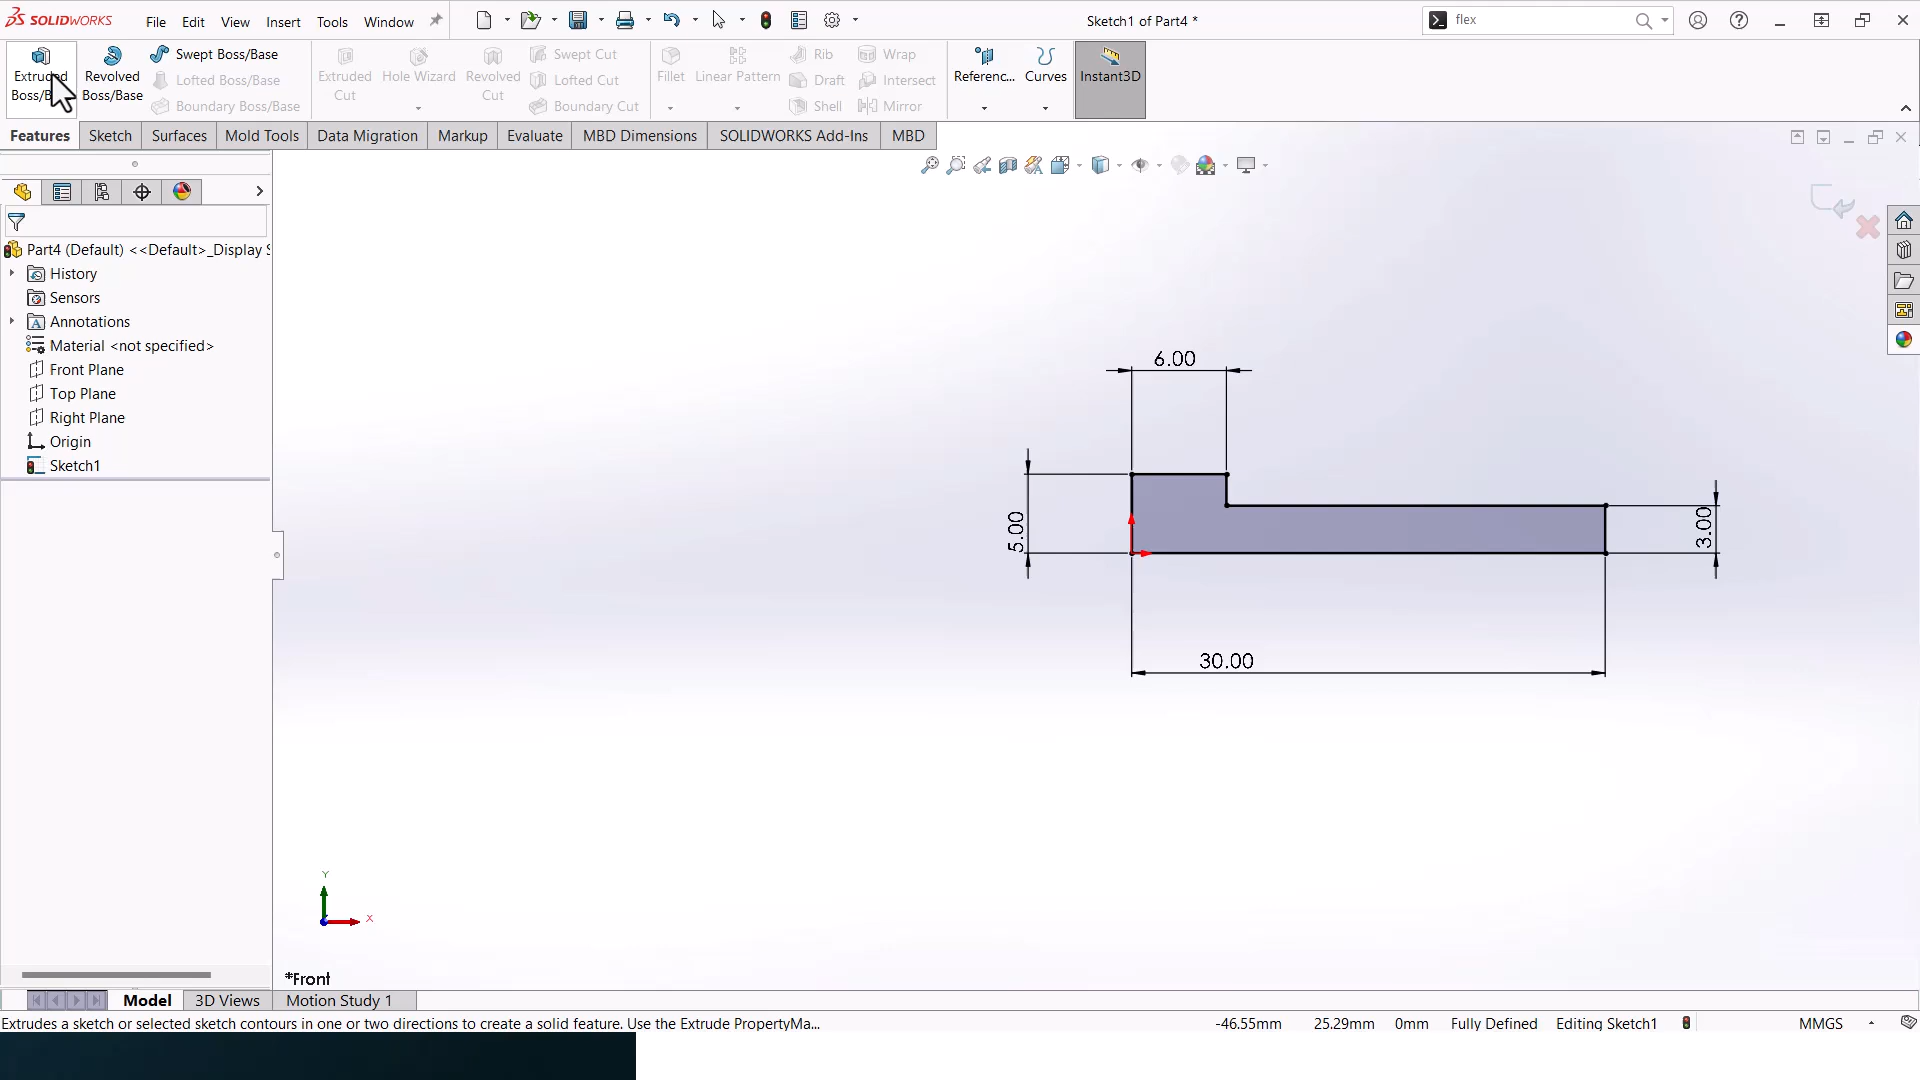 SOLIDWORKS File Edit View Insert Tools Window Sketch1 of Part4 * flex
Extruded Boss/B Revolved Boss/Base Swept Boss/Base Lofted Boss/Base Boundary Boss/Base Extruded Cut Hole Wizard Revolved Cut Swept Cut Lofted Cut Boundary Cut Fillet Linear Pattern Rib Draft Shell Wrap Intersect Mirror Referenc... Curves Instant3D
Features Sketch Surfaces Mold Tools Data Migration Markup Evaluate MBD Dimensions SOLIDWORKS Add-Ins MBD
Part4 (Default) <<Default>_Display S
History
Sensors
Annotations
Material <not specified>
Front Plane
Top Plane
Right Plane
Origin
Sketch1
6.00
5.00
3.00
30.00
Y
X
*Front
Model 3D Views Motion Study 1
Extrudes a sketch or selected sketch contours in one or two directions to create a solid feature. Use the Extrude PropertyMa... -46.55mm 25.29mm 0mm Fully Defined Editing Sketch1 MMGS